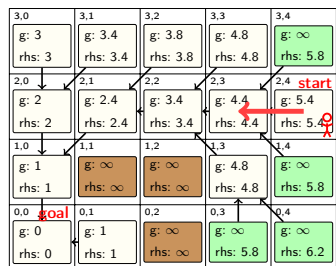 3,0 3,1 3,2 3,3 3,4
g: 3 g: 3.4 g: 3.8 g: 4.8 g: ∞
rhs: 3 rhs: 3.4 rhs: 3.8 rhs: 4.8 rhs: 5.8
start
2,0 2,1 2,2 2,3 2,4
g: 2 g: 2.4 g: 3.4 g: 4.4 g: 5.4
rhs: 2 rhs: 2.4 rhs: 3.4 rhs: 4.4 rhs: 5.4
1,0 1,1 1,2 1,3 1,4
g: 1 g: ∞ g: ∞ g: 4.8 g: ∞
rhs: 1 rhs: ∞ rhs: ∞ rhs: 4.8 rhs: 5.8
goal
0,0 0,1 0,2 0,3 0,4
g: 0 g: 1 g: ∞ g: ∞ g: ∞
rhs: 0 rhs: 1 rhs: ∞ rhs: 5.8 rhs: 6.2